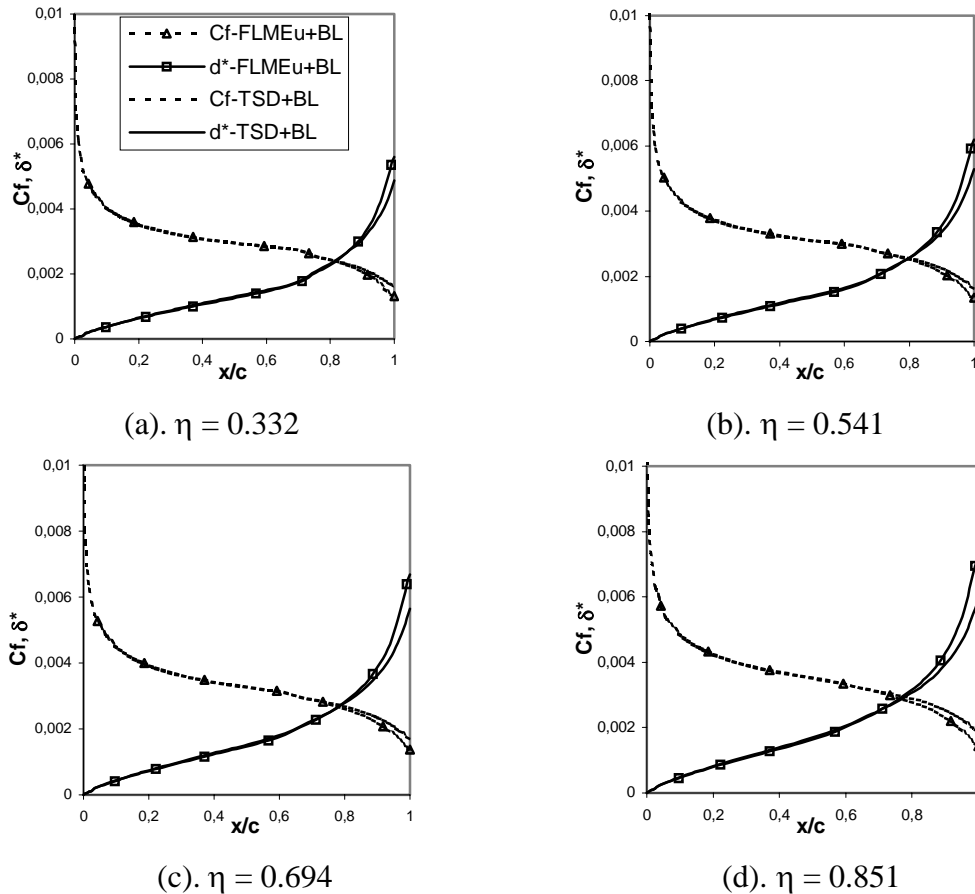 0,01
0,008
0,006
0,004
0,002
0
Cf, δ*
Cf-FLMEu+BL
d*-FLMEu+BL
Cf-TSD+BL
d*-TSD+BL
0 0,2 0,4 0,6 0,8 1
x/c
(a). η = 0.332
0,01
0,008
0,006
0,004
0,002
0
Cf, δ*
0 0,2 0,4 0,6 0,8 1
x/c
(b). η = 0.541
0,01
0,008
0,006
0,004
0,002
0
Cf, δ*
0 0,2 0,4 0,6 0,8 1
x/c
(c). η = 0.694
0,01
0,008
0,006
0,004
0,002
0
Cf, δ*
0 0,2 0,4 0,6 0,8 1
x/c
(d). η = 0.851